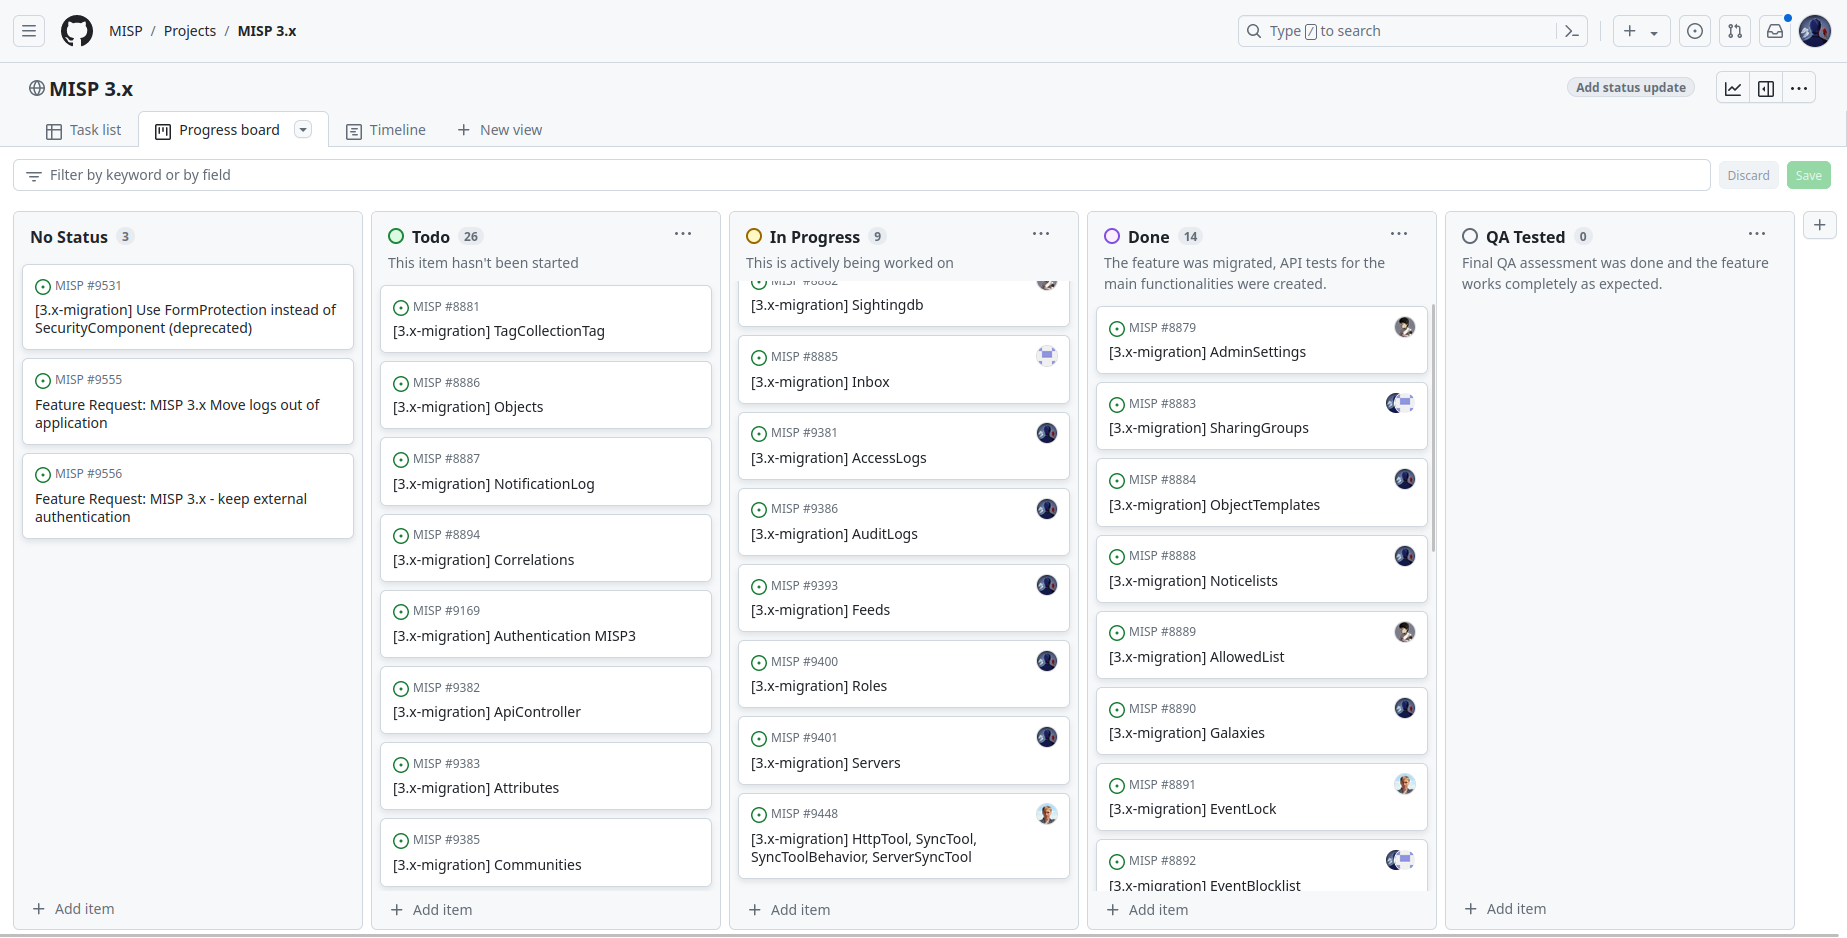 MISP / Projects / MISP 3.x
Type / to search
MISP 3.x
Add status update
Task list
Progress board
Timeline
New view
Filter by keyword or by field
Discard
Save
No Status 3
MISP #9531
[3.x-migration] Use FormProtection instead of
SecurityComponent (deprecated)
MISP #9555
Feature Request: MISP 3.x Move logs out of
application
MISP #9556
Feature Request: MISP 3.x - keep external
authentication
Add item
Todo 26
This item hasn't been started
MISP #8881
[3.x-migration] TagCollectionTag
MISP #8886
[3.x-migration] Objects
MISP #8887
[3.x-migration] NotificationLog
MISP #8894
[3.x-migration] Correlations
MISP #9169
[3.x-migration] Authentication MISP3
MISP #9382
[3.x-migration] ApiController
MISP #9383
[3.x-migration] Attributes
MISP #9385
[3.x-migration] Communities
Add item
In Progress 9
This is actively being worked on
MISP #8882
[3.x-migration] Sightingdb
MISP #8885
[3.x-migration] Inbox
MISP #9381
[3.x-migration] AccessLogs
MISP #9386
[3.x-migration] AuditLogs
MISP #9393
[3.x-migration] Feeds
MISP #9400
[3.x-migration] Roles
MISP #9401
[3.x-migration] Servers
MISP #9448
[3.x-migration] HttpTool, SyncTool,
SyncToolBehavior, ServerSyncTool
Add item
Done 14
The feature was migrated, API tests for the
main functionalities were created.
MISP #8879
[3.x-migration] AdminSettings
MISP #8883
[3.x-migration] SharingGroups
MISP #8884
[3.x-migration] ObjectTemplates
MISP #8888
[3.x-migration] Noticelists
MISP #8889
[3.x-migration] AllowedList
MISP #8890
[3.x-migration] Galaxies
MISP #8891
[3.x-migration] EventLock
MISP #8892
[3.x-migration] EventBlocklist
Add item
QA Tested 0
Final QA assessment was done and the feature
works completely as expected.
Add item